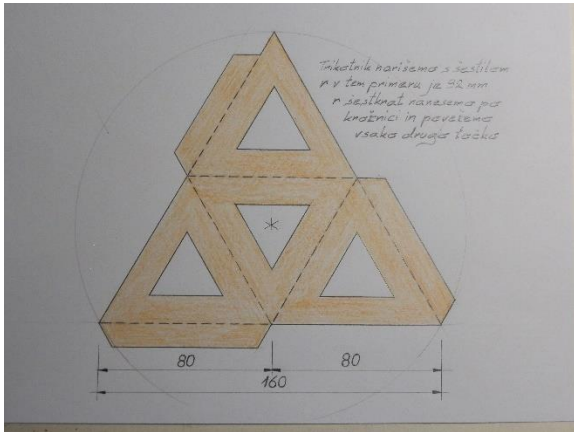 Trikotnik narišemo s šestilom
r v tem primeru je 92 mm
r šestkrat nanesemo po
krožnici in povežemo
vsako drugo točko
80
80
160